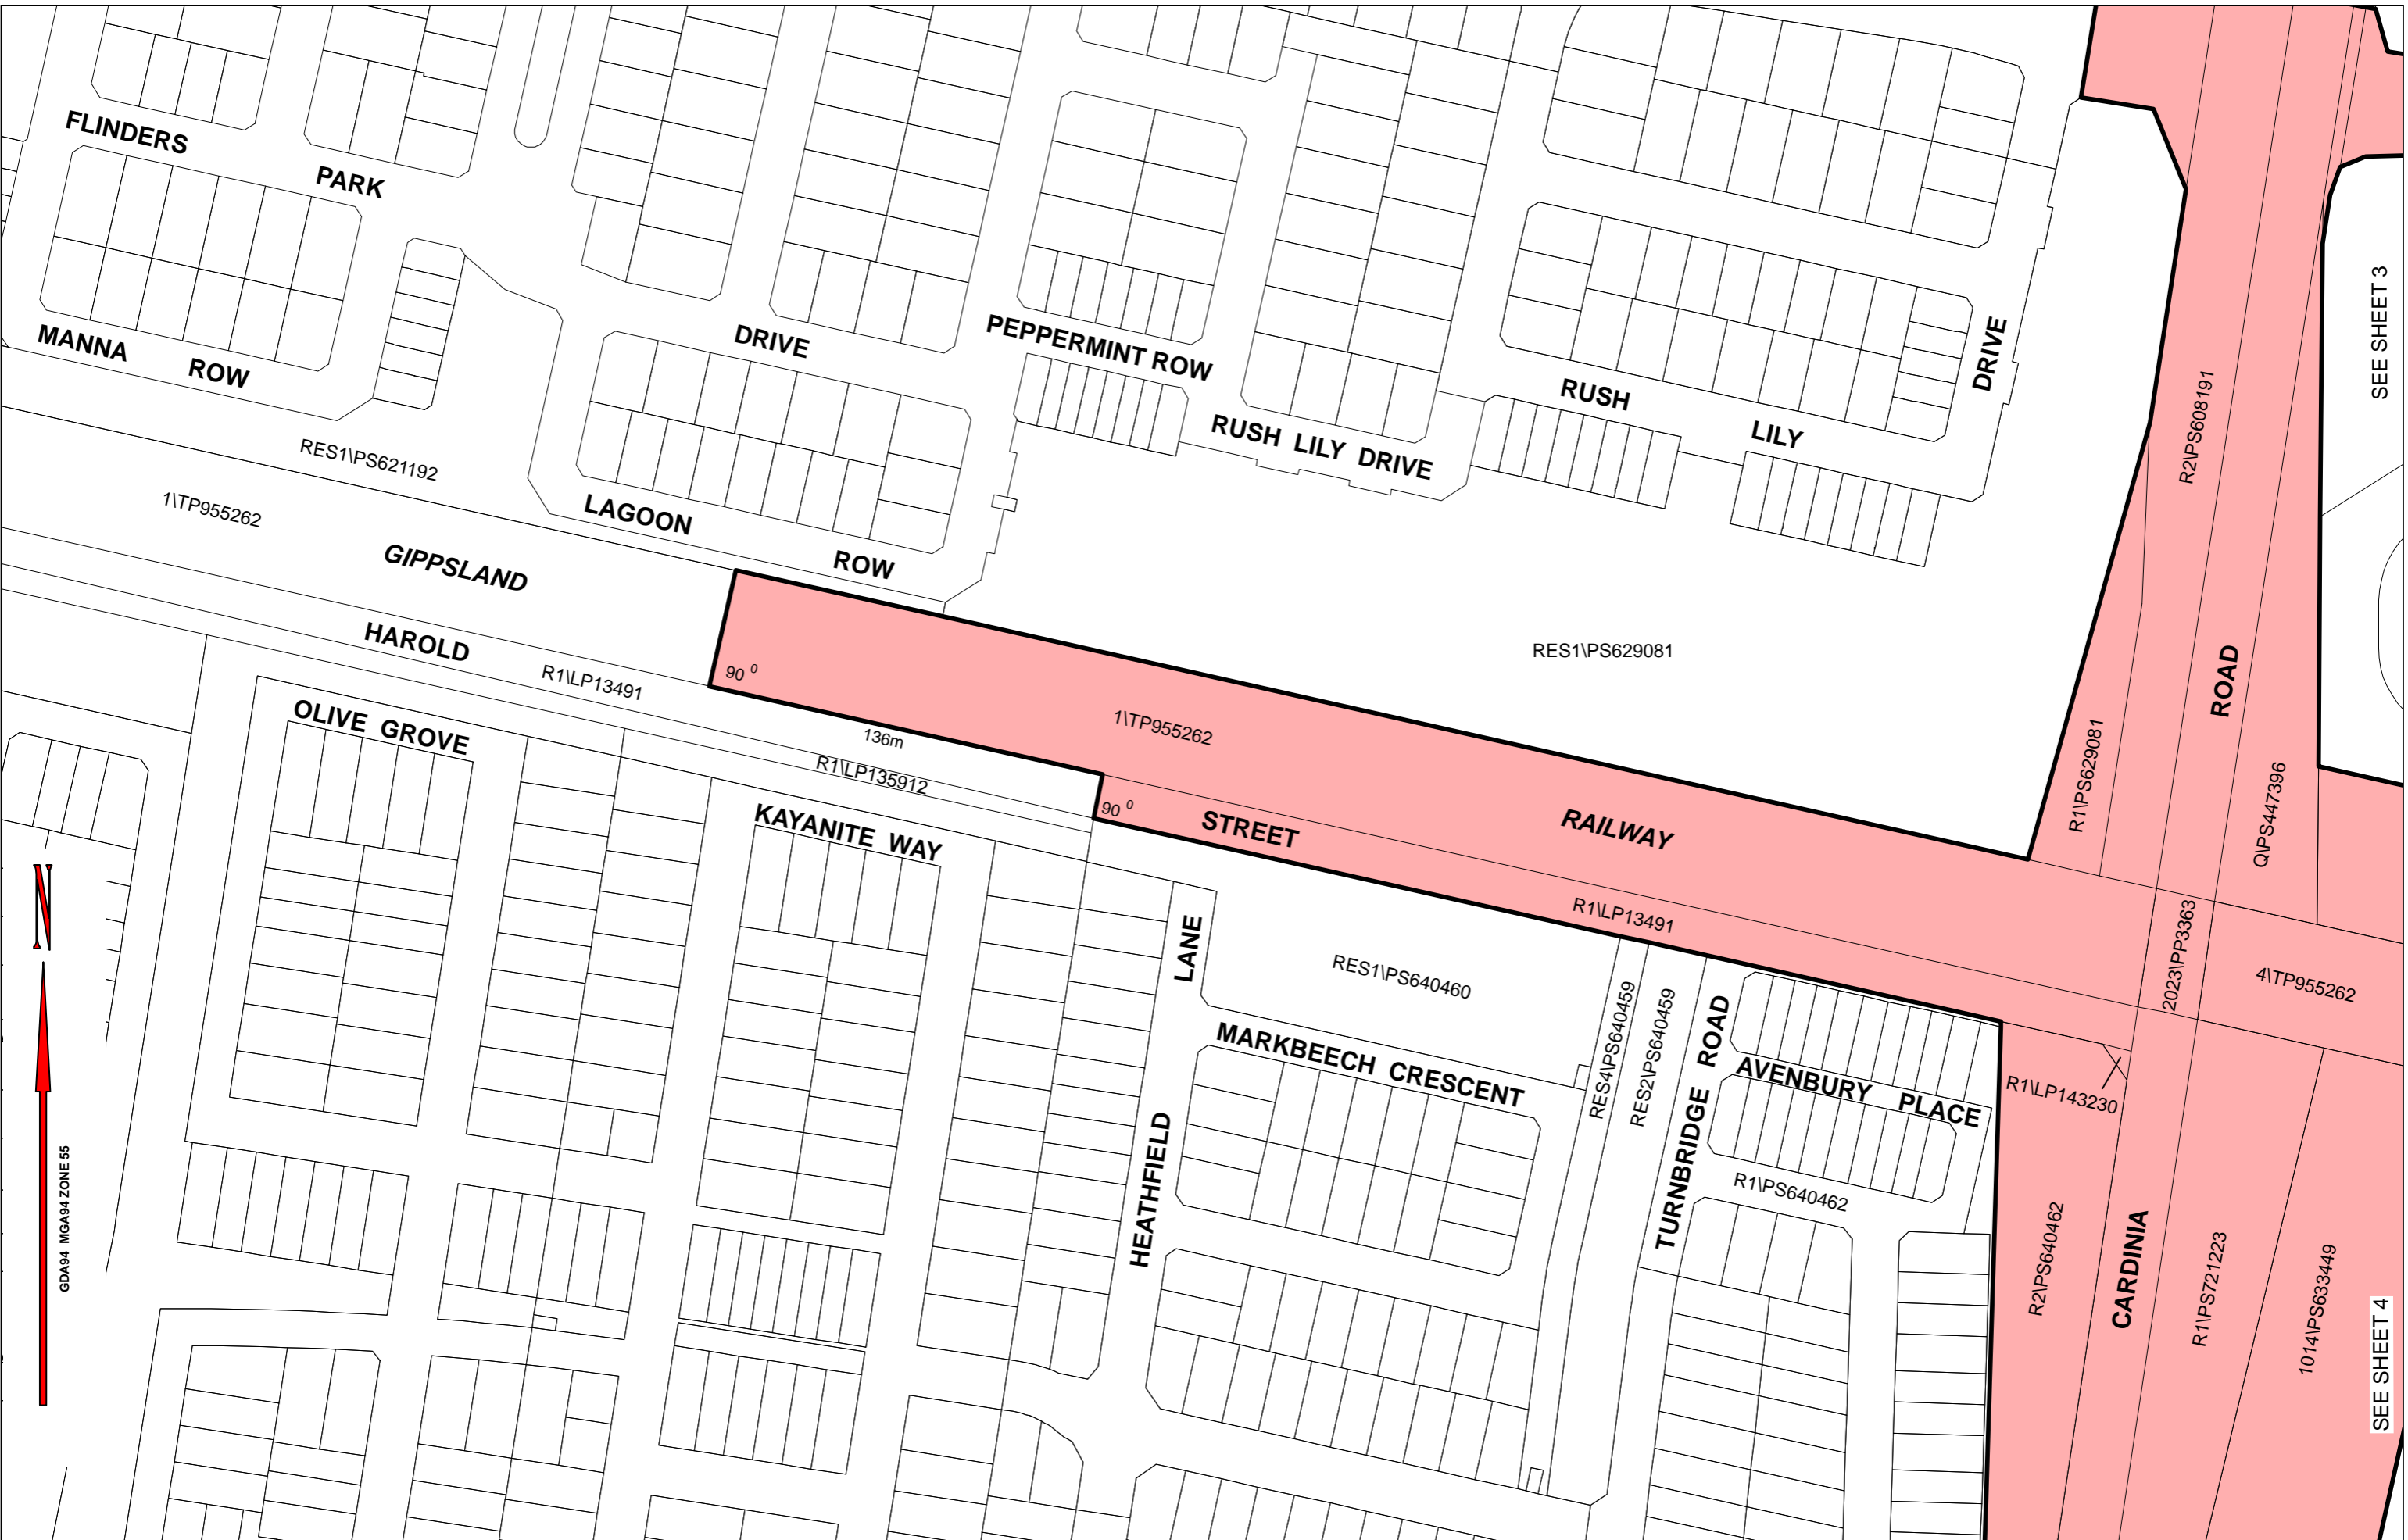 FLINDERS
PARK
DRIVE
MANNA ROW
PEPPERMINT ROW
RUSH LILY DRIVE
RUSH
LILY
DRIVE
SEE SHEET 3
R2\PS608191
RES1\PS621192
1\TP955262
LAGOON
ROW
GIPPSLAND
HAROLD
R1\LP13491
90 0
RES1\PS629081
ROAD
OLIVE GROVE
136m
R1\LP135912
1\TP955262
R1\PS629081
Q\PS447396
KAYANITE WAY
90 0
STREET
RAILWAY
N
LANE
R1\LP13491
2023\PP3363
4\TP955262
RES1\PS640460
RES4\PS640459
RES2\PS640459
MARKBEECH CRESCENT
TURNBRIDGE ROAD
AVENBURY PLACE
R1\LP143230
HEATHFIELD
R1\PS640462
R2\PS640462
CARDINIA
R1\PS721223
1014\PS633449
GDA94 MGA94 ZONE 55
SEE SHEET 4